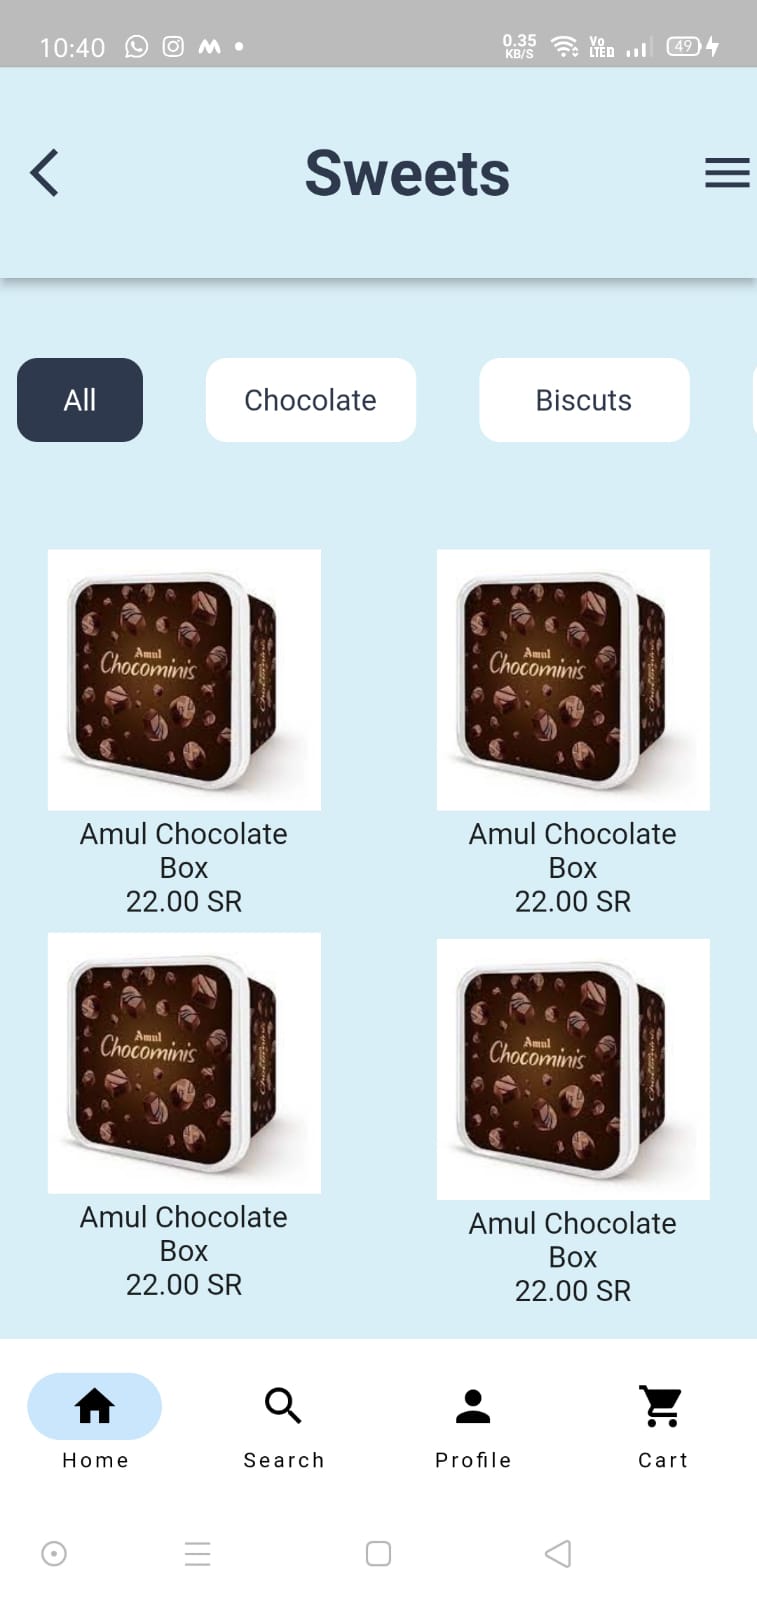 10:40 0.35 KB/S Vo LTED 49
Sweets
All Chocolate Biscuts
Amul Chocominis
Amul Chocominis
Amul Chocolate Box
22.00 SR
Amul Chocolate Box
22.00 SR
Amul Chocominis
Amul Chocominis
Amul Chocolate Box
22.00 SR
Amul Chocolate Box
22.00 SR
Home Search Profile Cart